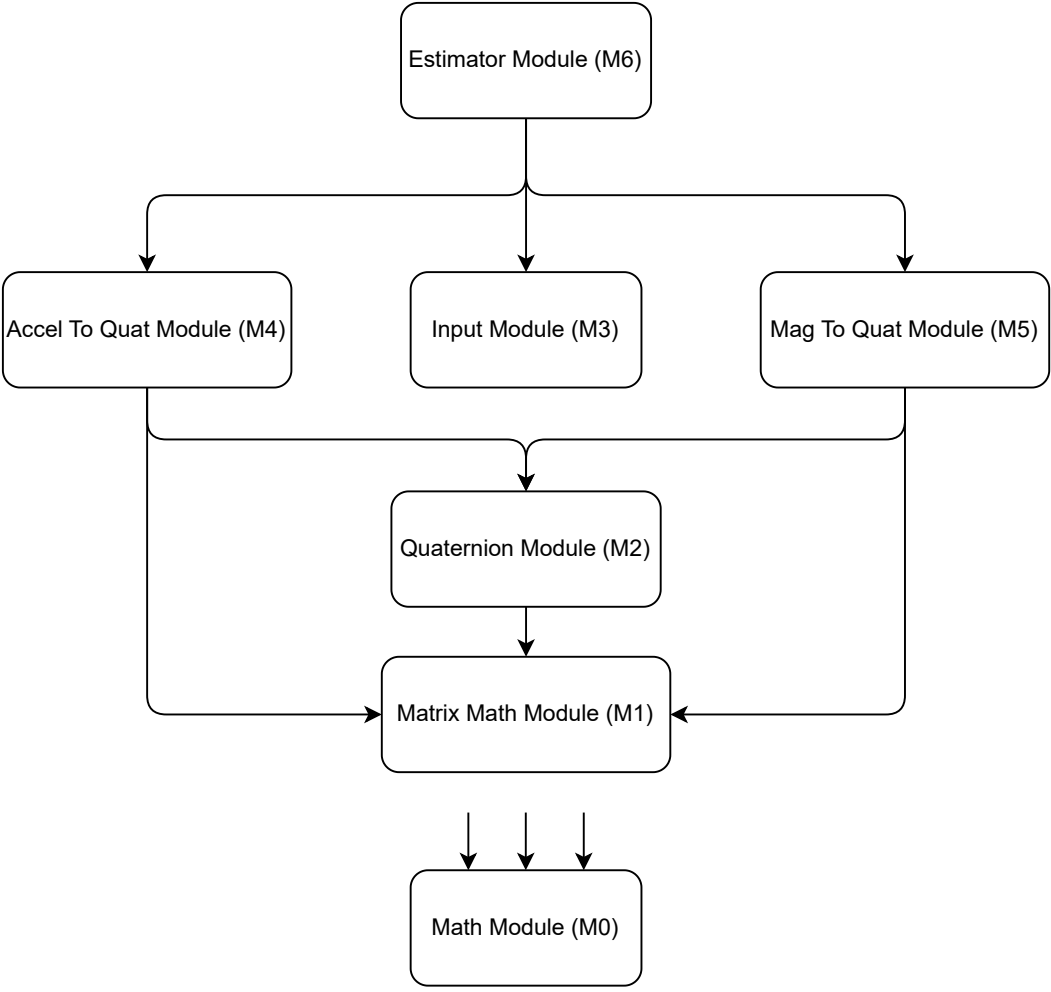 Estimator Module (M6)
Accel To Quat Module (M4)
Input Module (M3)
Mag To Quat Module (M5)
Quaternion Module (M2)
Matrix Math Module (M1)
Math Module (M0)